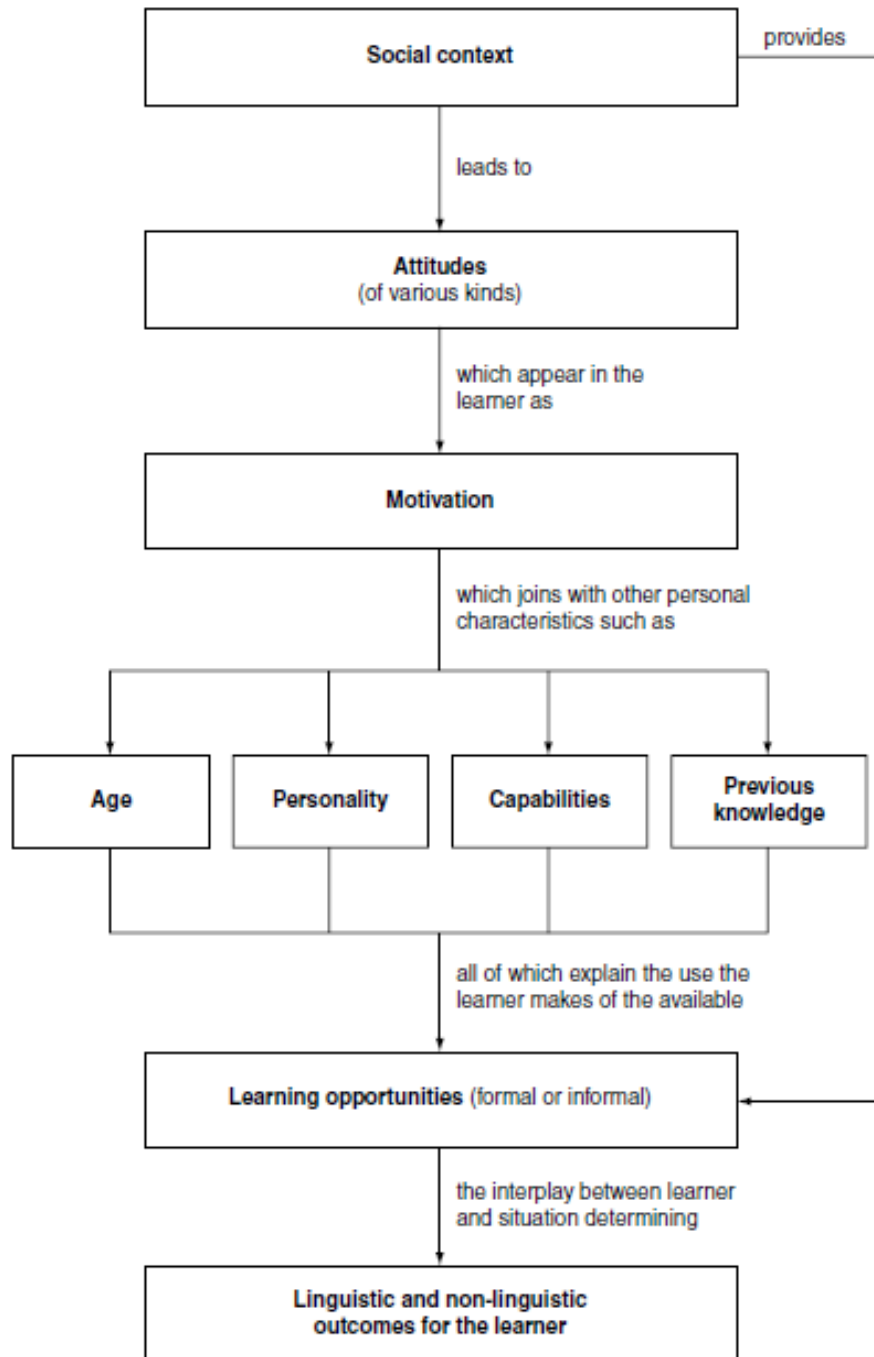 Social context
provides
leads to
Attitudes
(of various kinds)
which appear in the
learner as
Motivation
which joins with other personal
characteristics such as
Age
Personality
Capabilities
Previous
knowledge
all of which explain the use the
learner makes of the available
Learning opportunities (formal or informal)
the interplay between learner
and situation determining
Linguistic and non-linguistic
outcomes for the learner